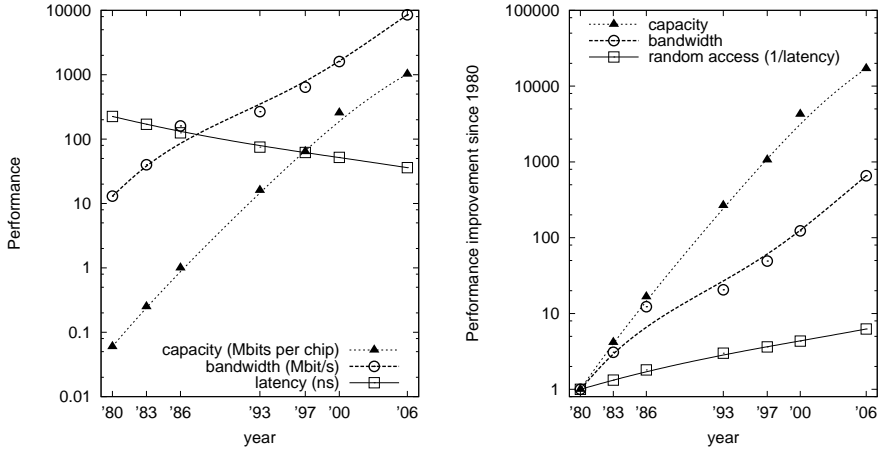 10000
1000
100
10
1
0.1
0.01
Performance
capacity (Mbits per chip)
bandwidth (Mbit/s)
latency (ns)
'80 '83 '86 '93 '97 '00 '06
year
100000
10000
1000
100
10
1
Performance improvement since 1980
capacity
bandwidth
random access (1/latency)
'80 '83 '86 '93 '97 '00 '06
year